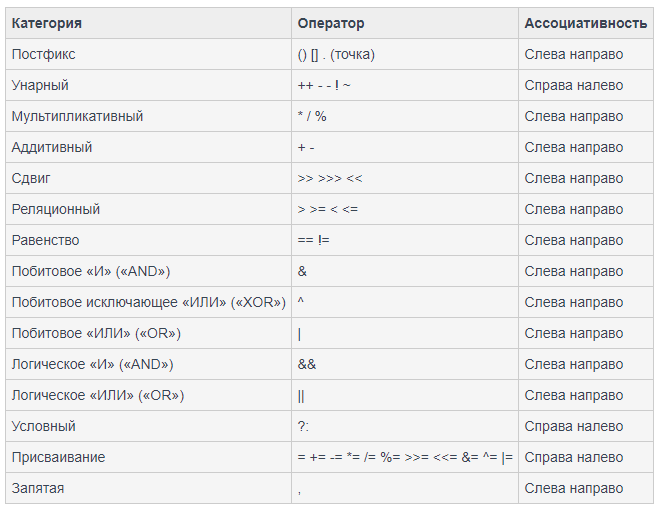 Категория Оператор Ассоциативность
Постфикс () [] . (точка) Слева направо
Унарный ++ - - ! ~ Справа налево
Мультипликативный * / % Слева направо
Аддитивный + - Слева направо
Сдвиг >> >>> << Слева направо
Реляционный > >= < <= Слева направо
Равенство == != Слева направо
Побитовое «И» («AND») & Слева направо
Побитовое исключающее «ИЛИ» («XOR») ^ Слева направо
Побитовое «ИЛИ» («OR») | Слева направо
Логическое «И» («AND») && Слева направо
Логическое «ИЛИ» («OR») || Слева направо
Условный ?: Справа налево
Присваивание = += -= *= /= %= >>= <<= &= ^= |= Справа налево
Запятая , Слева направо